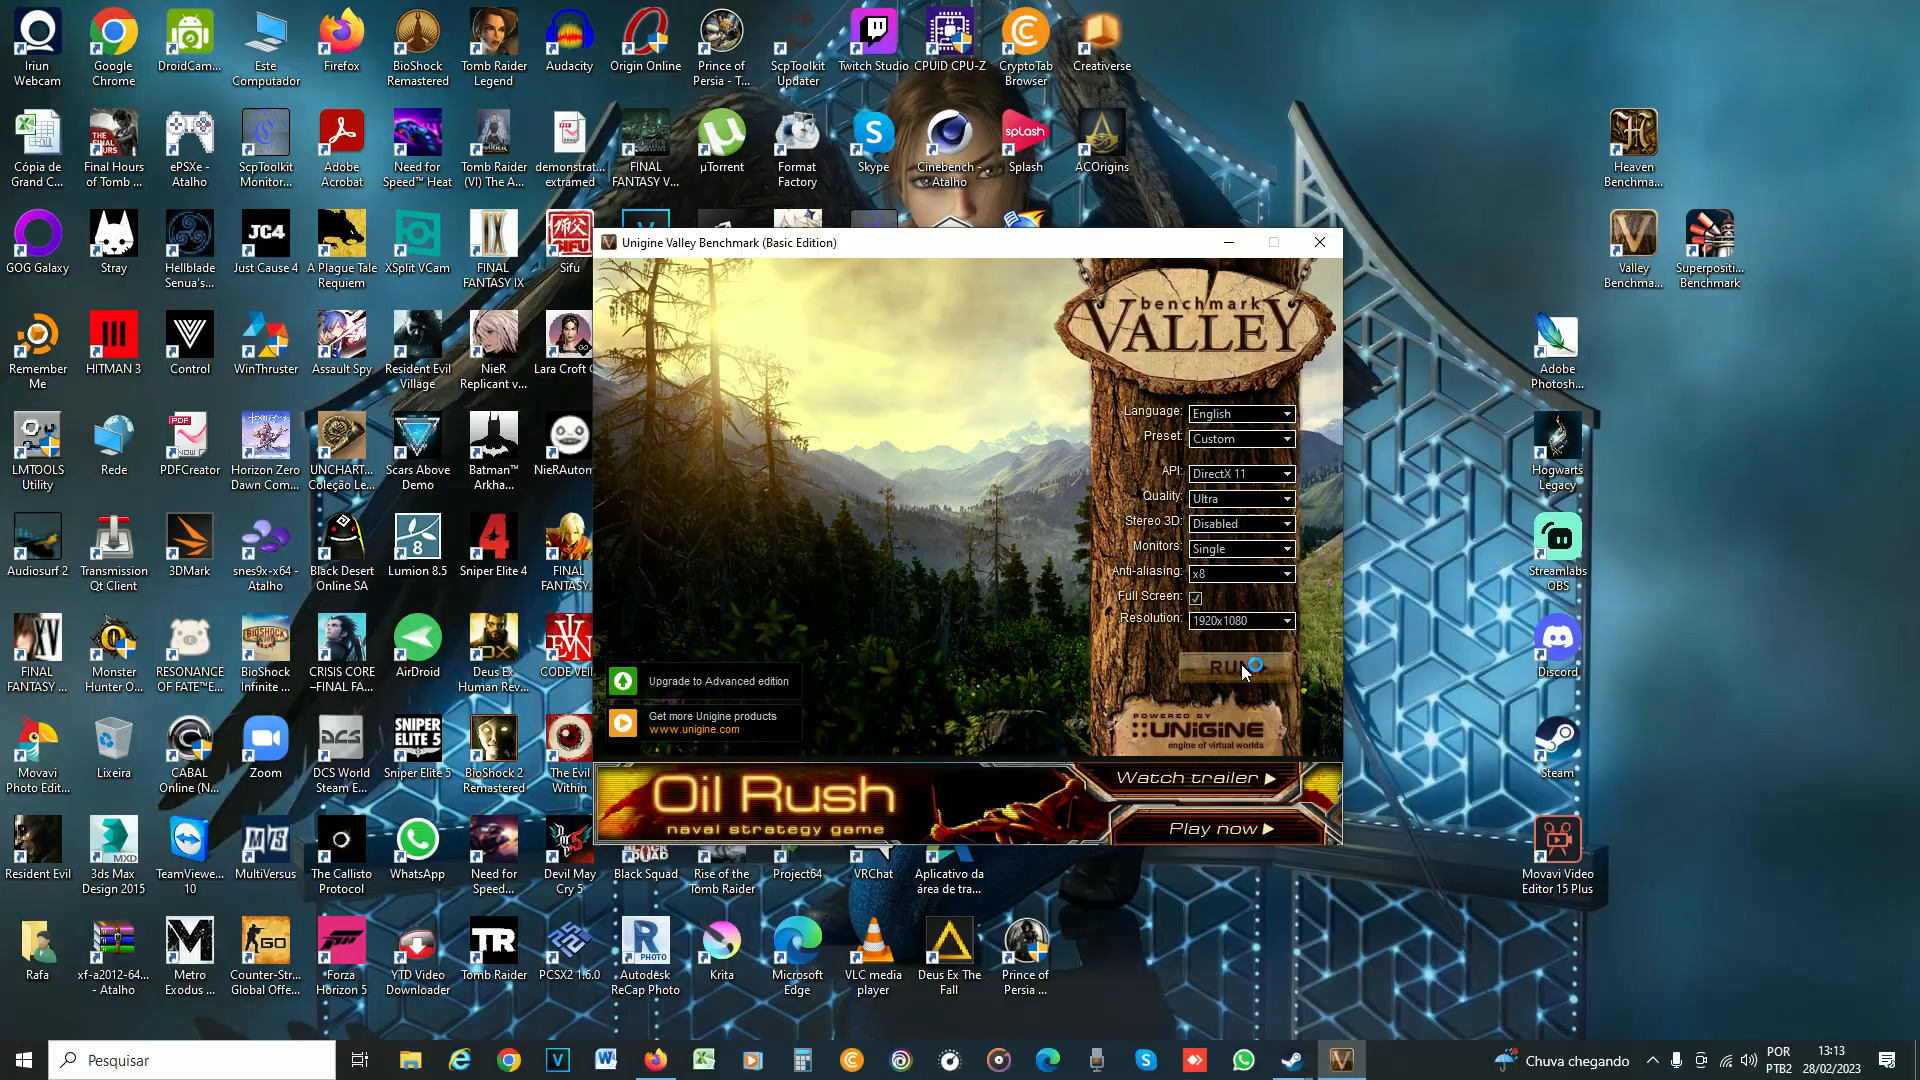 Iriun
Webcam
Google
Chrome
DroidCam...
Este
Computador
Firefox
BioShock
Remastered
Tomb Raider
Legend
Audacity
Origin Online
Prince of
Persia - T...
ScpToolkit
Updater
Twitch Studio
CPUID CPU-Z
CryptoTab
Browser
Creativerse
Cópia de
Grand C...
Final Hours
of Tomb ...
ePSXe -
Atalho
ScpToolkit
Monitor...
Adobe
Acrobat
Need for
Speed™ Heat
Tomb Raider
(VI) The A...
demonstrat...
extramed
FINAL
FANTASY V...
µTorrent
Format
Factory
Skype
Cinebench -
Atalho
splash
Splash
ACOrigins
Heaven
Benchma...
GOG Galaxy
Stray
Hellblade
Senua's...
JC4
Just Cause 4
A Plague Tale
Requiem
XSplit VCam
FINAL
FANTASY IX
Sifu
Valley
Benchma...
Superpositi...
Benchmark
Unigine Valley Benchmark (Basic Edition)
benchmark
VALLEY
Language: English
Preset: Custom
API: DirectX 11
Quality: Ultra
Stereo 3D: Disabled
Monitors: Single
Anti-aliasing: x8
Full Screen:
Resolution: 1920x1080
RUN
POWERED BY
UNIGINE
engine of virtual worlds
Upgrade to Advanced edition
Get more Unigine products
www.unigine.com
Oil Rush
naval strategy game
Watch trailer
Play now
Remember
Me
HITMAN 3
Control
WinThruster
Assault Spy
Resident Evil
Village
NieR
Replicant v...
Lara Croft
Adobe
Photosh...
LMTOOLS
Utility
Rede
PDF
NOW
PDFCreator
Horizon Zero
Dawn Com...
UNCHART...
Coleção Le...
Scars Above
Demo
Batman™
Arkha...
NieRAutom
Hogwarts
Legacy
Audiosurf 2
Transmission
Qt Client
3DMark
snes9x-x64 -
Atalho
Black Desert
Online SA
8
Lumion 8.5
4
Sniper Elite 4
FINAL
FANTASY
Streamlabs
OBS
XV
FINAL
FANTASY ...
Monster
Hunter O...
RESONANCE
OF FATE™E...
BioShock
Infinite ...
CRISIS CORE
–FINAL FA...
AirDroid
Deus Ex
Human Rev...
CODE VEIN
Discord
Movavi
Photo Edit...
Lixeira
CABAL
Online (N...
Zoom
DCS
DCS World
Steam E...
SNIPER
ELITE 5
Sniper Elite 5
BioShock 2
Remastered
The Evil
Within
Steam
Resident Evil
MXD
3ds Max
Design 2015
TeamViewe...
10
MultiVersus
The Callisto
Protocol
WhatsApp
Need for
Speed...
Devil May
Cry 5
Black Squad
Rise of the
Tomb Raider
Project64
VRChat
Aplicativo da
área de tra...
Movavi Video
Editor 15 Plus
Rafa
xf-a2012-64...
- Atalho
Metro
Exodus ...
GO
Counter-Str...
Global Offe...
Forza
Horizon 5
YTD Video
Downloader
TR
Tomb Raider
PCSX2 1.6.0
PHOTO
Autodesk
ReCap Photo
Krita
Microsoft
Edge
VLC media
player
Deus Ex The
Fall
Prince of
Persia ...
Pesquisar
Chuva chegando
POR
PTB2
13:13
28/02/2023